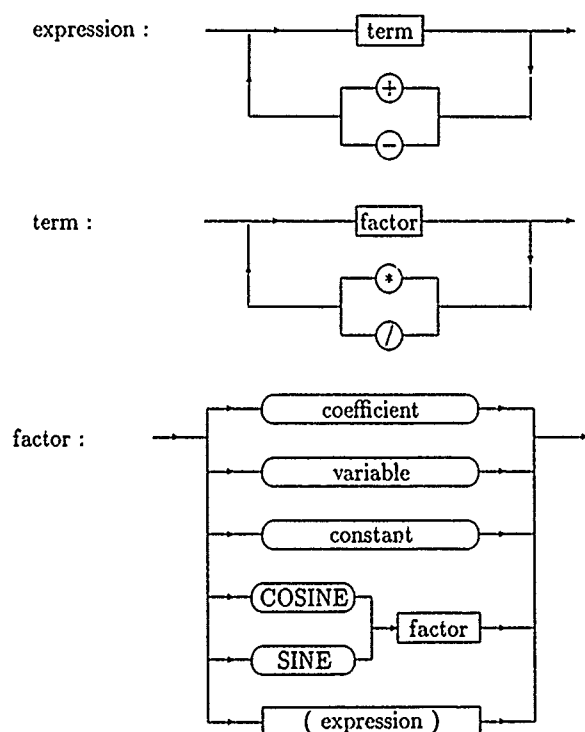 expression :
term
+
−
term :
factor
*
/
factor :
coefficient
variable
constant
COSINE
factor
SINE
( expression )